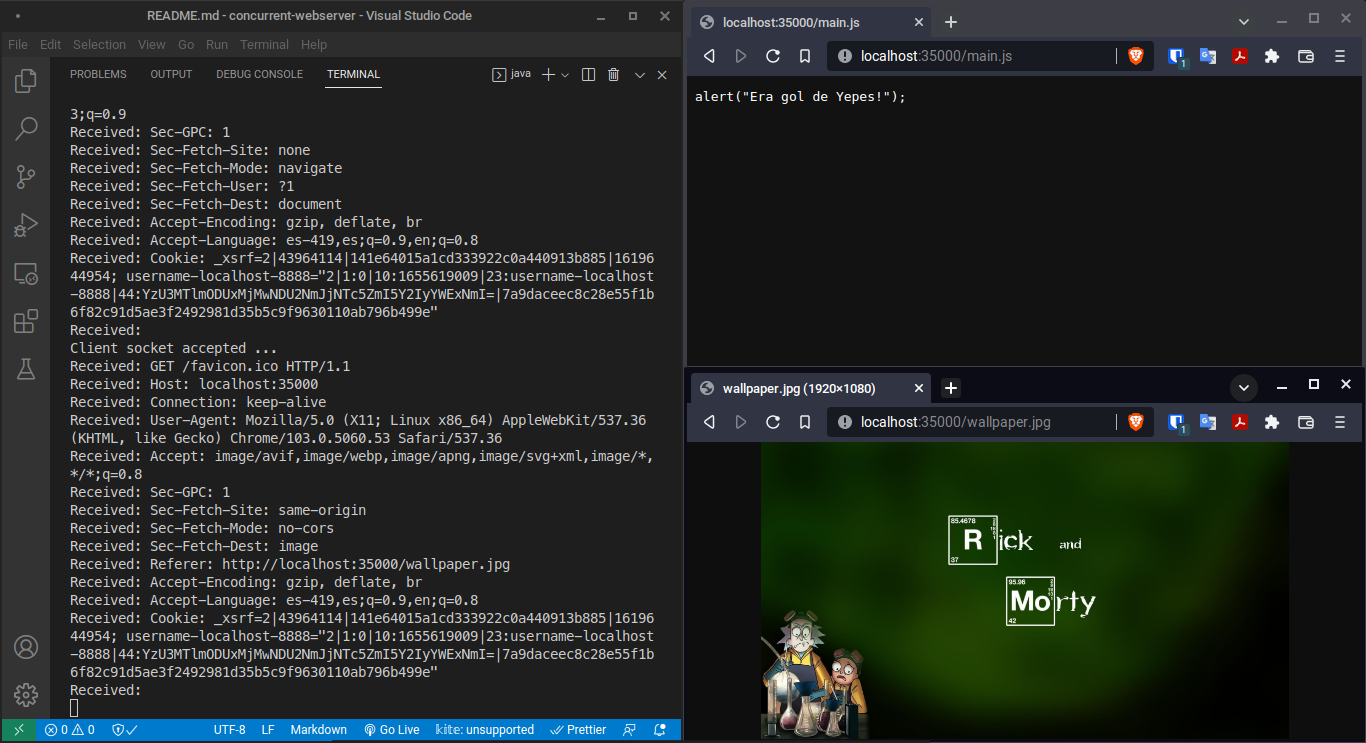 README.md - concurrent-webserver - Visual Studio Code
File Edit Selection View Go Run Terminal Help
PROBLEMS OUTPUT DEBUG CONSOLE TERMINAL java
3;q=0.9
Received: Sec-GPC: 1
Received: Sec-Fetch-Site: none
Received: Sec-Fetch-Mode: navigate
Received: Sec-Fetch-User: ?1
Received: Sec-Fetch-Dest: document
Received: Accept-Encoding: gzip, deflate, br
Received: Accept-Language: es-419,es;q=0.9,en;q=0.8
Received: Cookie: _xsrf=2|43964114|141e64015a1cd333922c0a440913b885|16196
44954; username-localhost-8888="2|1:0|10:1655619009|23:username-localhost
-8888|44:YzU3MTlmODUxMjMwNDU2NmJjNTc5ZmI5Y2IyYWExNmI=|7a9daceec8c28e55f1b
6f82c91d5ae3f2492981d35b5c9f9630110ab796b499e"
Received:
Client socket accepted ...
Received: GET /favicon.ico HTTP/1.1
Received: Host: localhost:35000
Received: Connection: keep-alive
Received: User-Agent: Mozilla/5.0 (X11; Linux x86_64) AppleWebKit/537.36
(KHTML, like Gecko) Chrome/103.0.5060.53 Safari/537.36
Received: Accept: image/avif,image/webp,image/apng,image/svg+xml,image/*,
*/*;q=0.8
Received: Sec-GPC: 1
Received: Sec-Fetch-Site: same-origin
Received: Sec-Fetch-Mode: no-cors
Received: Sec-Fetch-Dest: image
Received: Referer: http://localhost:35000/wallpaper.jpg
Received: Accept-Encoding: gzip, deflate, br
Received: Accept-Language: es-419,es;q=0.9,en;q=0.8
Received: Cookie: _xsrf=2|43964114|141e64015a1cd333922c0a440913b885|16196
44954; username-localhost-8888="2|1:0|10:1655619009|23:username-localhost
-8888|44:YzU3MTlmODUxMjMwNDU2NmJjNTc5ZmI5Y2IyYWExNmI=|7a9daceec8c28e55f1b
6f82c91d5ae3f2492981d35b5c9f9630110ab796b499e"
Received:
0 0 UTF-8 LF Markdown Go Live kite: unsupported Prettier
localhost:35000/main.js
localhost:35000/main.js 1
alert("Era gol de Yepes!");
wallpaper.jpg (1920×1080)
localhost:35000/wallpaper.jpg 1
85.4678
Rick and
37
95.96
Morty
42